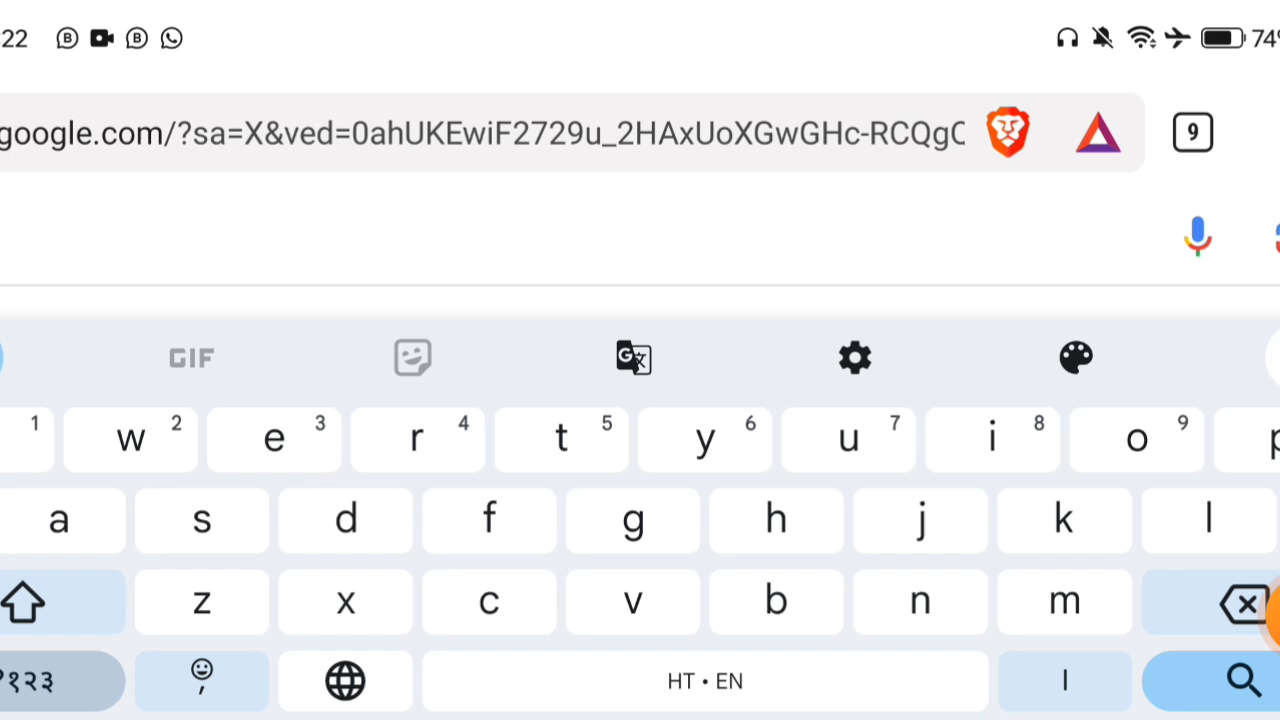 22 74
google.com/?sa=X&ved=0ahUKEwiF2729u_2HAxUoXGwGHc-RCQgC
9
GIF
1 w 2 e 3 r 4 t 5 y 6 u 7 i 8 o 9 p
a s d f g h j k l
z x c v b n m
?१२३ , HT • EN l